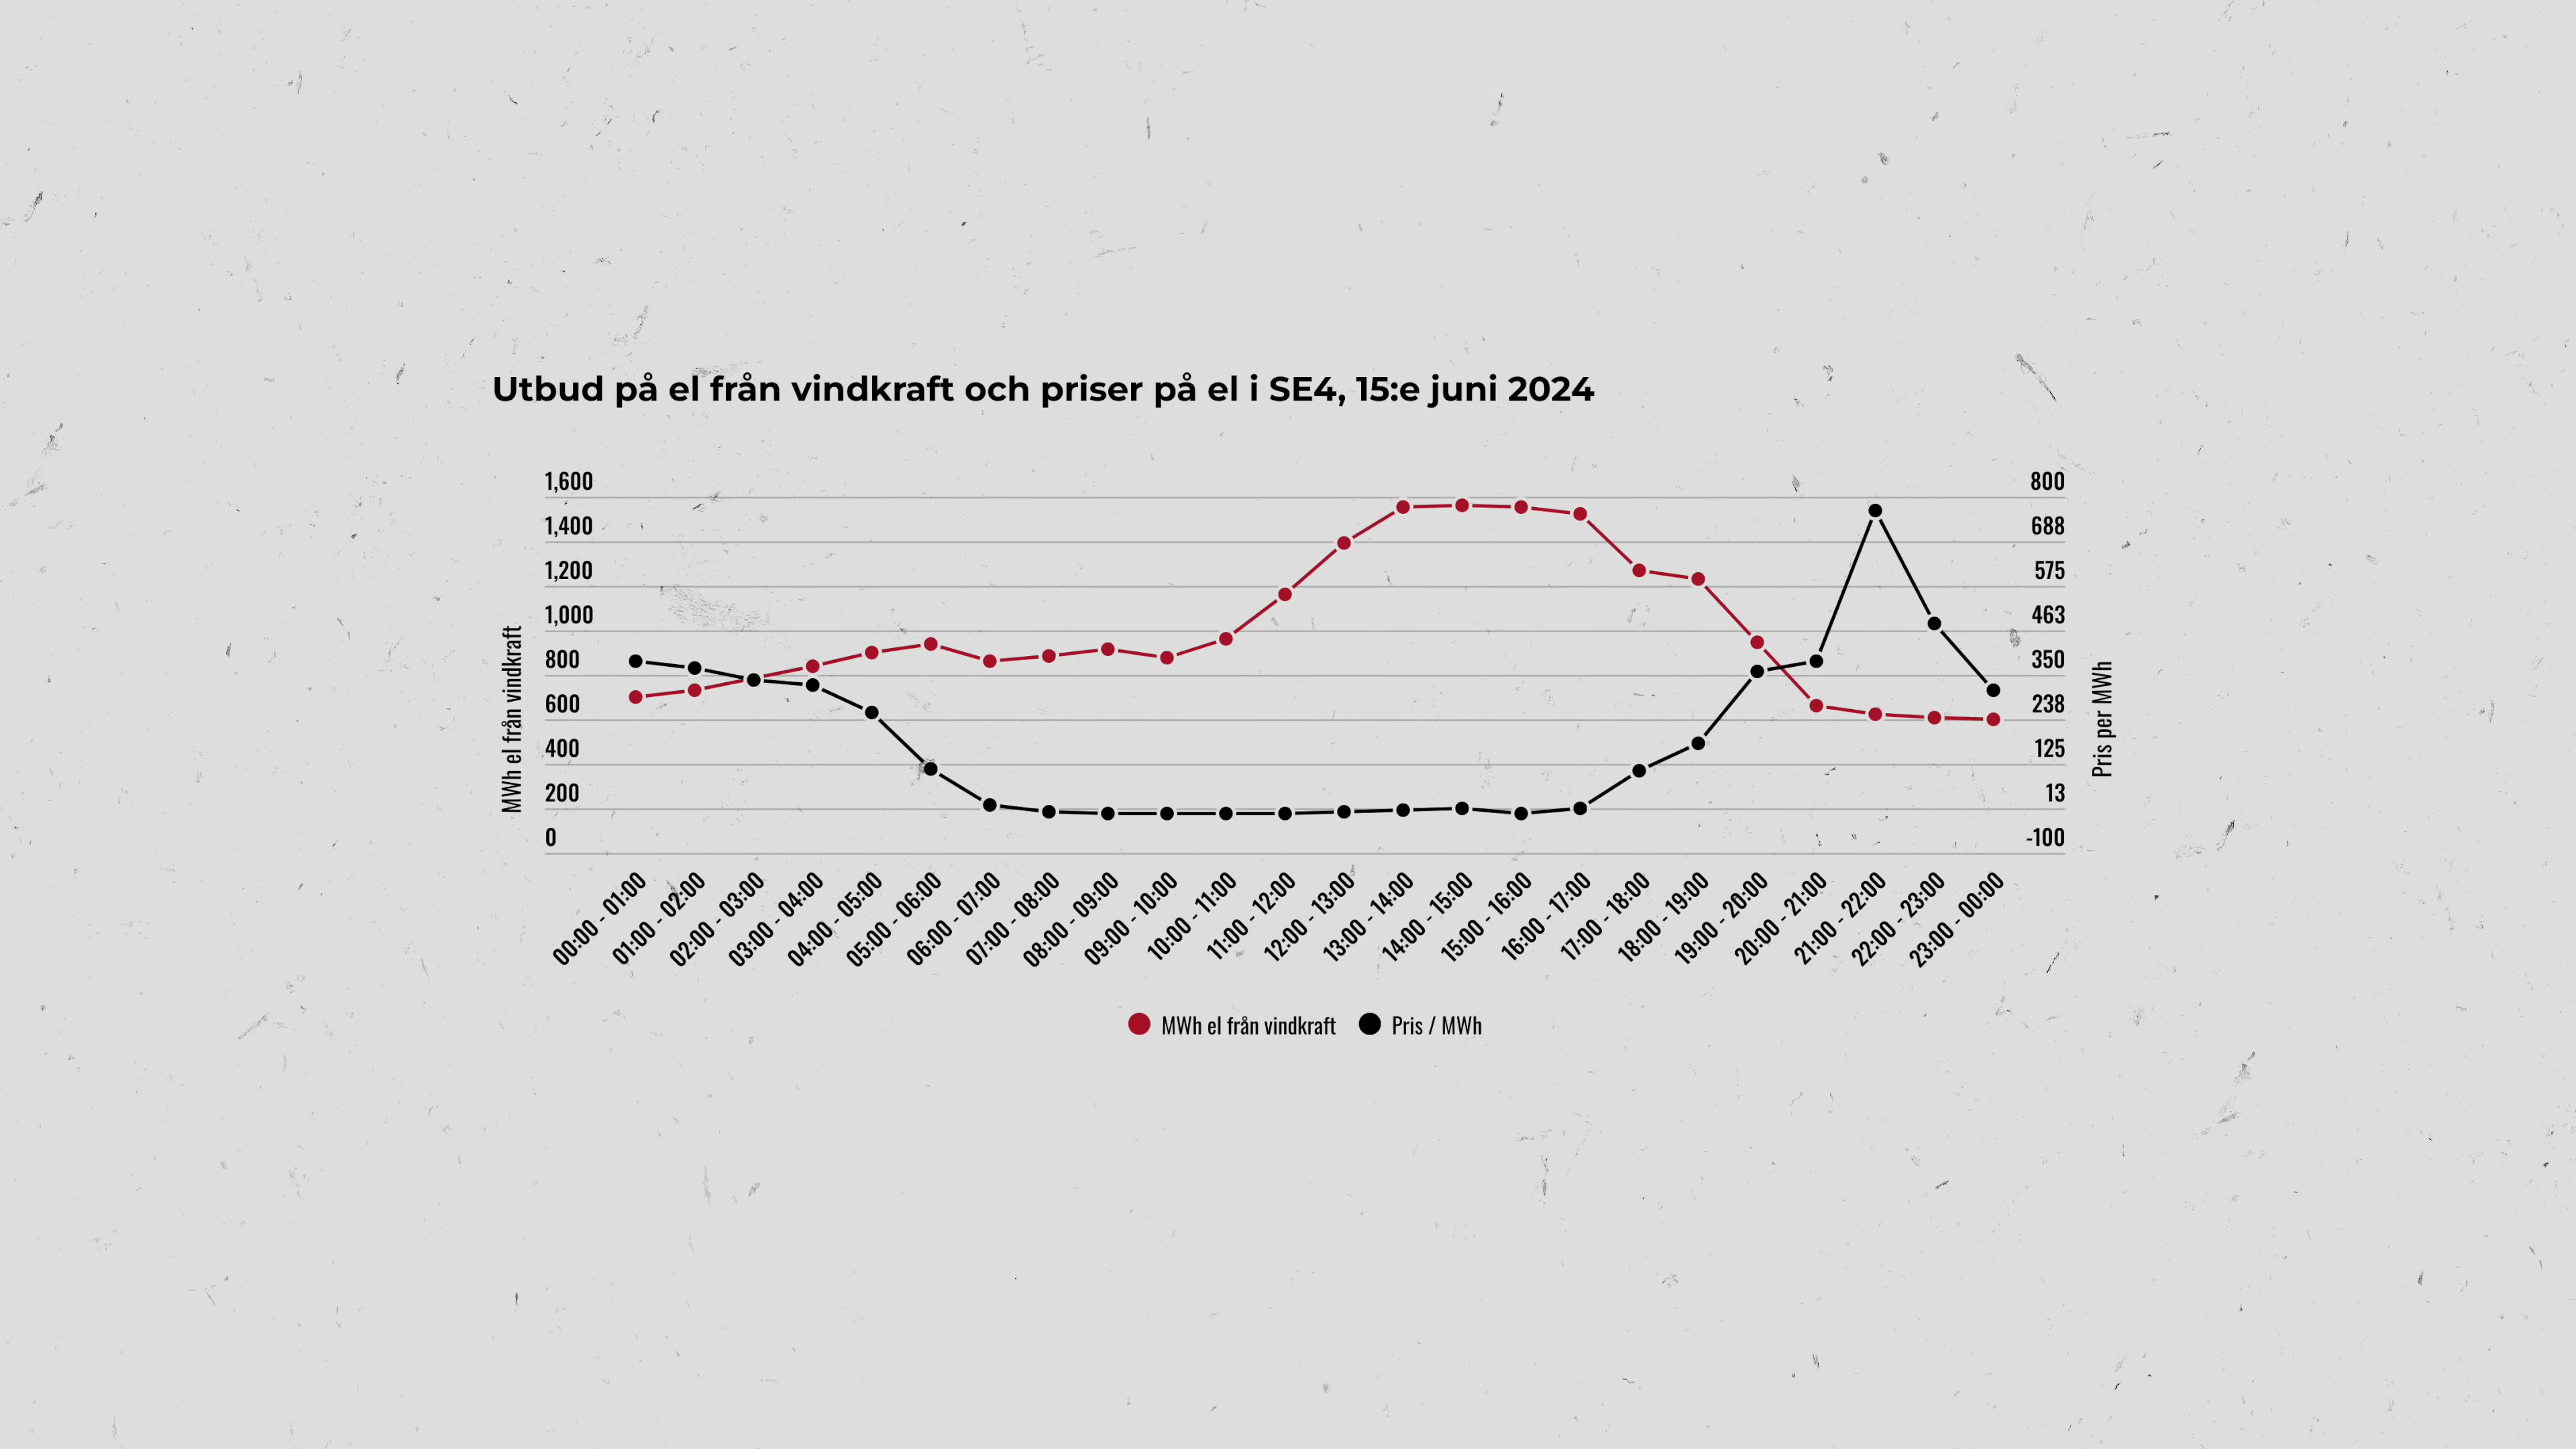 Utbud på el från vindkraft och priser på el i SE4, 15:e juni 2024
1,600
1,400
1,200
1,000
800
600
400
200
0
MWh el från vindkraft
800
688
575
463
350
238
125
13
-100
Pris per MWh
00:00 - 01:00
01:00 - 02:00
02:00 - 03:00
03:00 - 04:00
04:00 - 05:00
05:00 - 06:00
06:00 - 07:00
07:00 - 08:00
08:00 - 09:00
09:00 - 10:00
10:00 - 11:00
11:00 - 12:00
12:00 - 13:00
13:00 - 14:00
14:00 - 15:00
15:00 - 16:00
16:00 - 17:00
17:00 - 18:00
18:00 - 19:00
19:00 - 20:00
20:00 - 21:00
21:00 - 22:00
22:00 - 23:00
23:00 - 00:00
MWh el från vindkraft
Pris / MWh